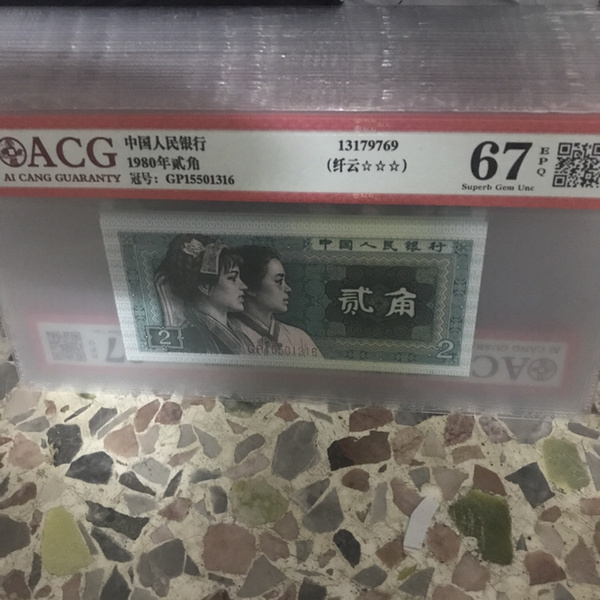 ACG
AI CANG GUARANTY
中国人民银行
1980年贰角
冠号：GP15501316
13179769
(纤云☆☆☆)
67
EPQ
Superb Gem Unc
中国人民银行
贰角
2
GP15501316
2
ACG